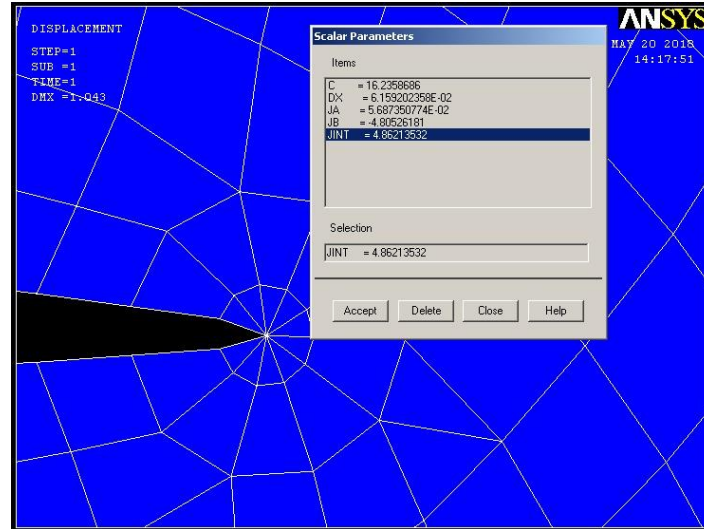 DISPLACEMENT
STEP=1
SUB =1
TIME=1
DMX =1.043
ANSYS
MAY 20 2018
14:17:51
Scalar Parameters
Items
C = 16.2358686
DX = 6.159202358E-02
JA = 5.687350774E-02
JB = -4.80526181
JINT = 4.86213532
Selection
JINT = 4.86213532
Accept Delete Close Help